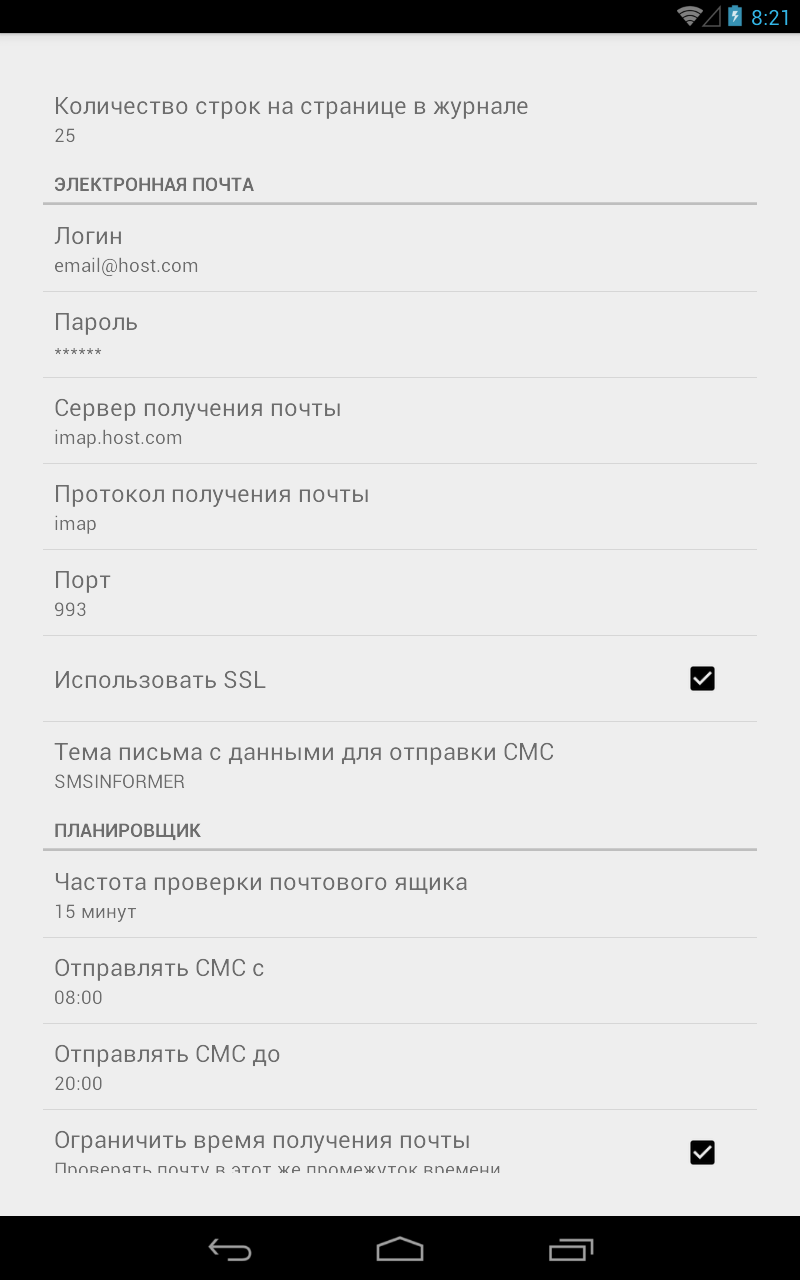 8:21
Количество строк на странице в журнале
25
ЭЛЕКТРОННАЯ ПОЧТА
Логин
email@host.com
Пароль
******
Сервер получения почты
imap.host.com
Протокол получения почты
imap
Порт
993
Использовать SSL
Тема письма с данными для отправки СМС
SMSINFORMER
ПЛАНИРОВЩИК
Частота проверки почтового ящика
15 минут
Отправлять СМС с
08:00
Отправлять СМС до
20:00
Ограничить время получения почты
Проверять почту в этот же промежуток времени